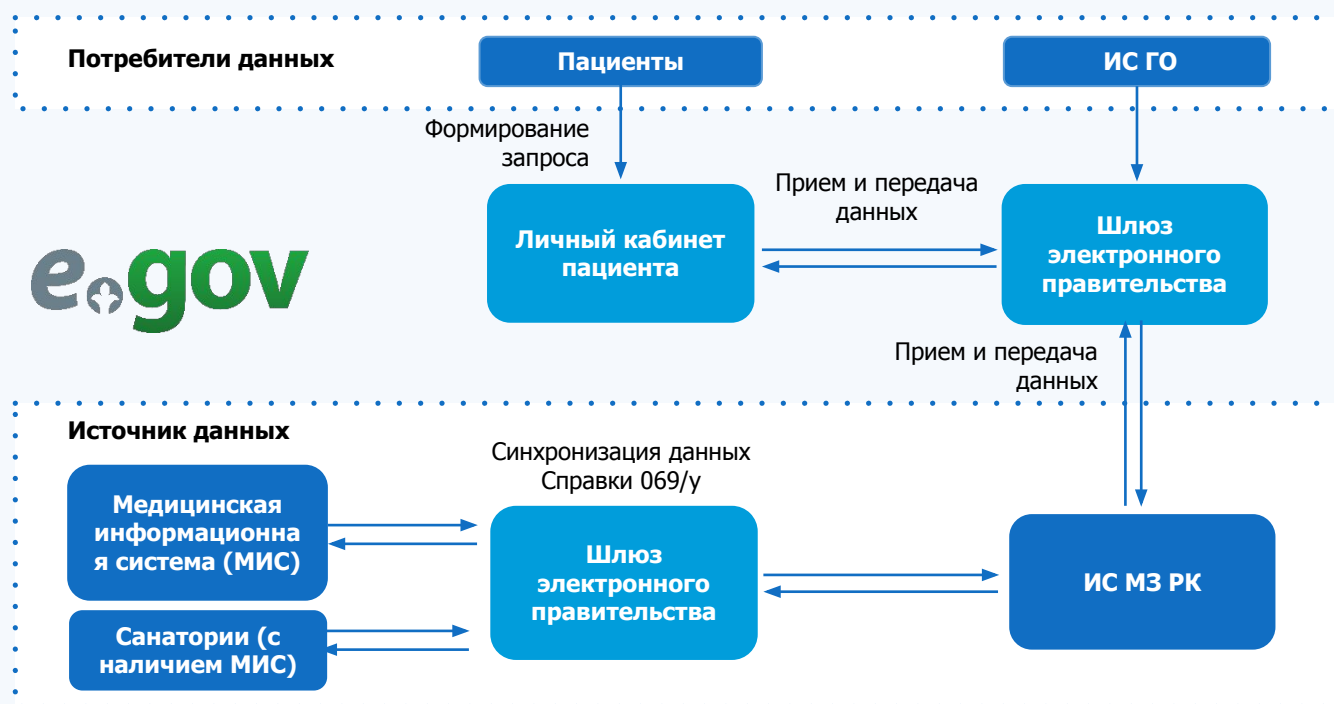 Потребители данных
Пациенты
ИС ГО
Формирование
запроса
Прием и передача
данных
Личный кабинет
пациента
Шлюз
электронного
правительства
e.gov
Прием и передача
данных
Источник данных
Синхронизация данных
Справки 069/у
Медицинская
информационна
я система (МИС)
Шлюз
электронного
правительства
ИС МЗ РК
Санатории (с
наличием МИС)